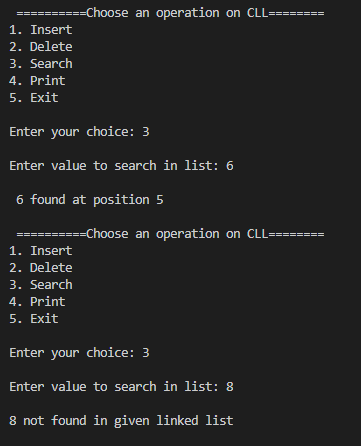 ==========Choose an operation on CLL========
1. Insert
2. Delete
3. Search
4. Print
5. Exit
Enter your choice: 3
Enter value to search in list: 6
6 found at position 5
==========Choose an operation on CLL========
1. Insert
2. Delete
3. Search
4. Print
5. Exit
Enter your choice: 3
Enter value to search in list: 8
8 not found in given linked list